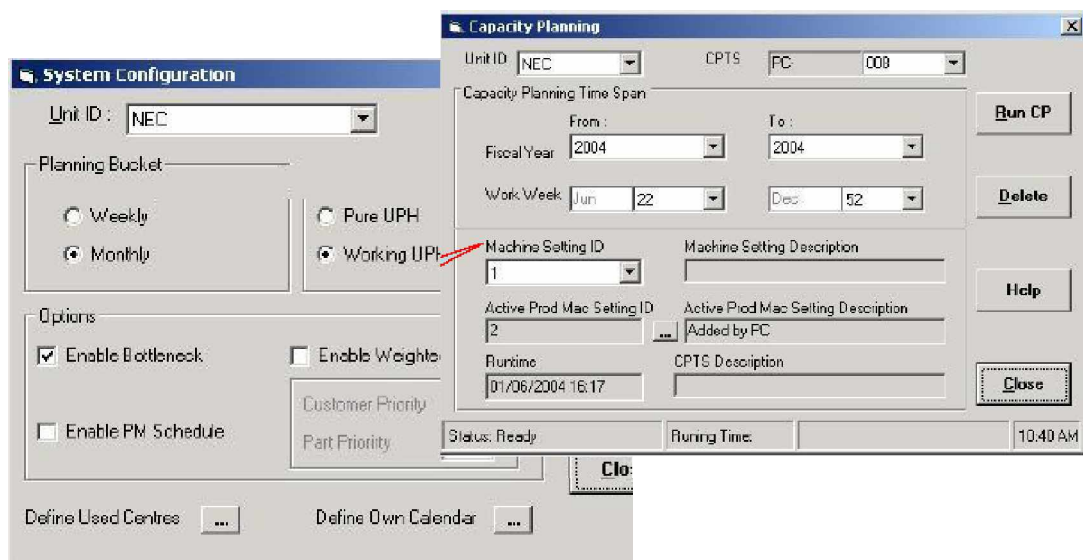 System Configuration
Unit ID : NEC
Planning Bucket
Weekly
Monthly
Pure UPH
Working UPH
Options
Enable Bottleneck
Enable Weighte
Enable PM Schedule
Customer Priority
Part Priority
Clo
Define Used Centres ...
Define Own Calendar ...
Capacity Planning
Unit ID NEC CPTS PC 008
Capacity Planning Time Span
From : To :
Fiscal Year 2004 2004
Work Week Jun 22 Dec 52
Machine Setting ID Machine Setting Description
1
Active Prod Mac Setting ID Active Prod Mac Setting Description
2 ... Added by PC
Runtime CPTS Description
01/06/2004 16:17
Run CP
Delete
Help
Close
Status: Ready Runing Time: 10:40 AM